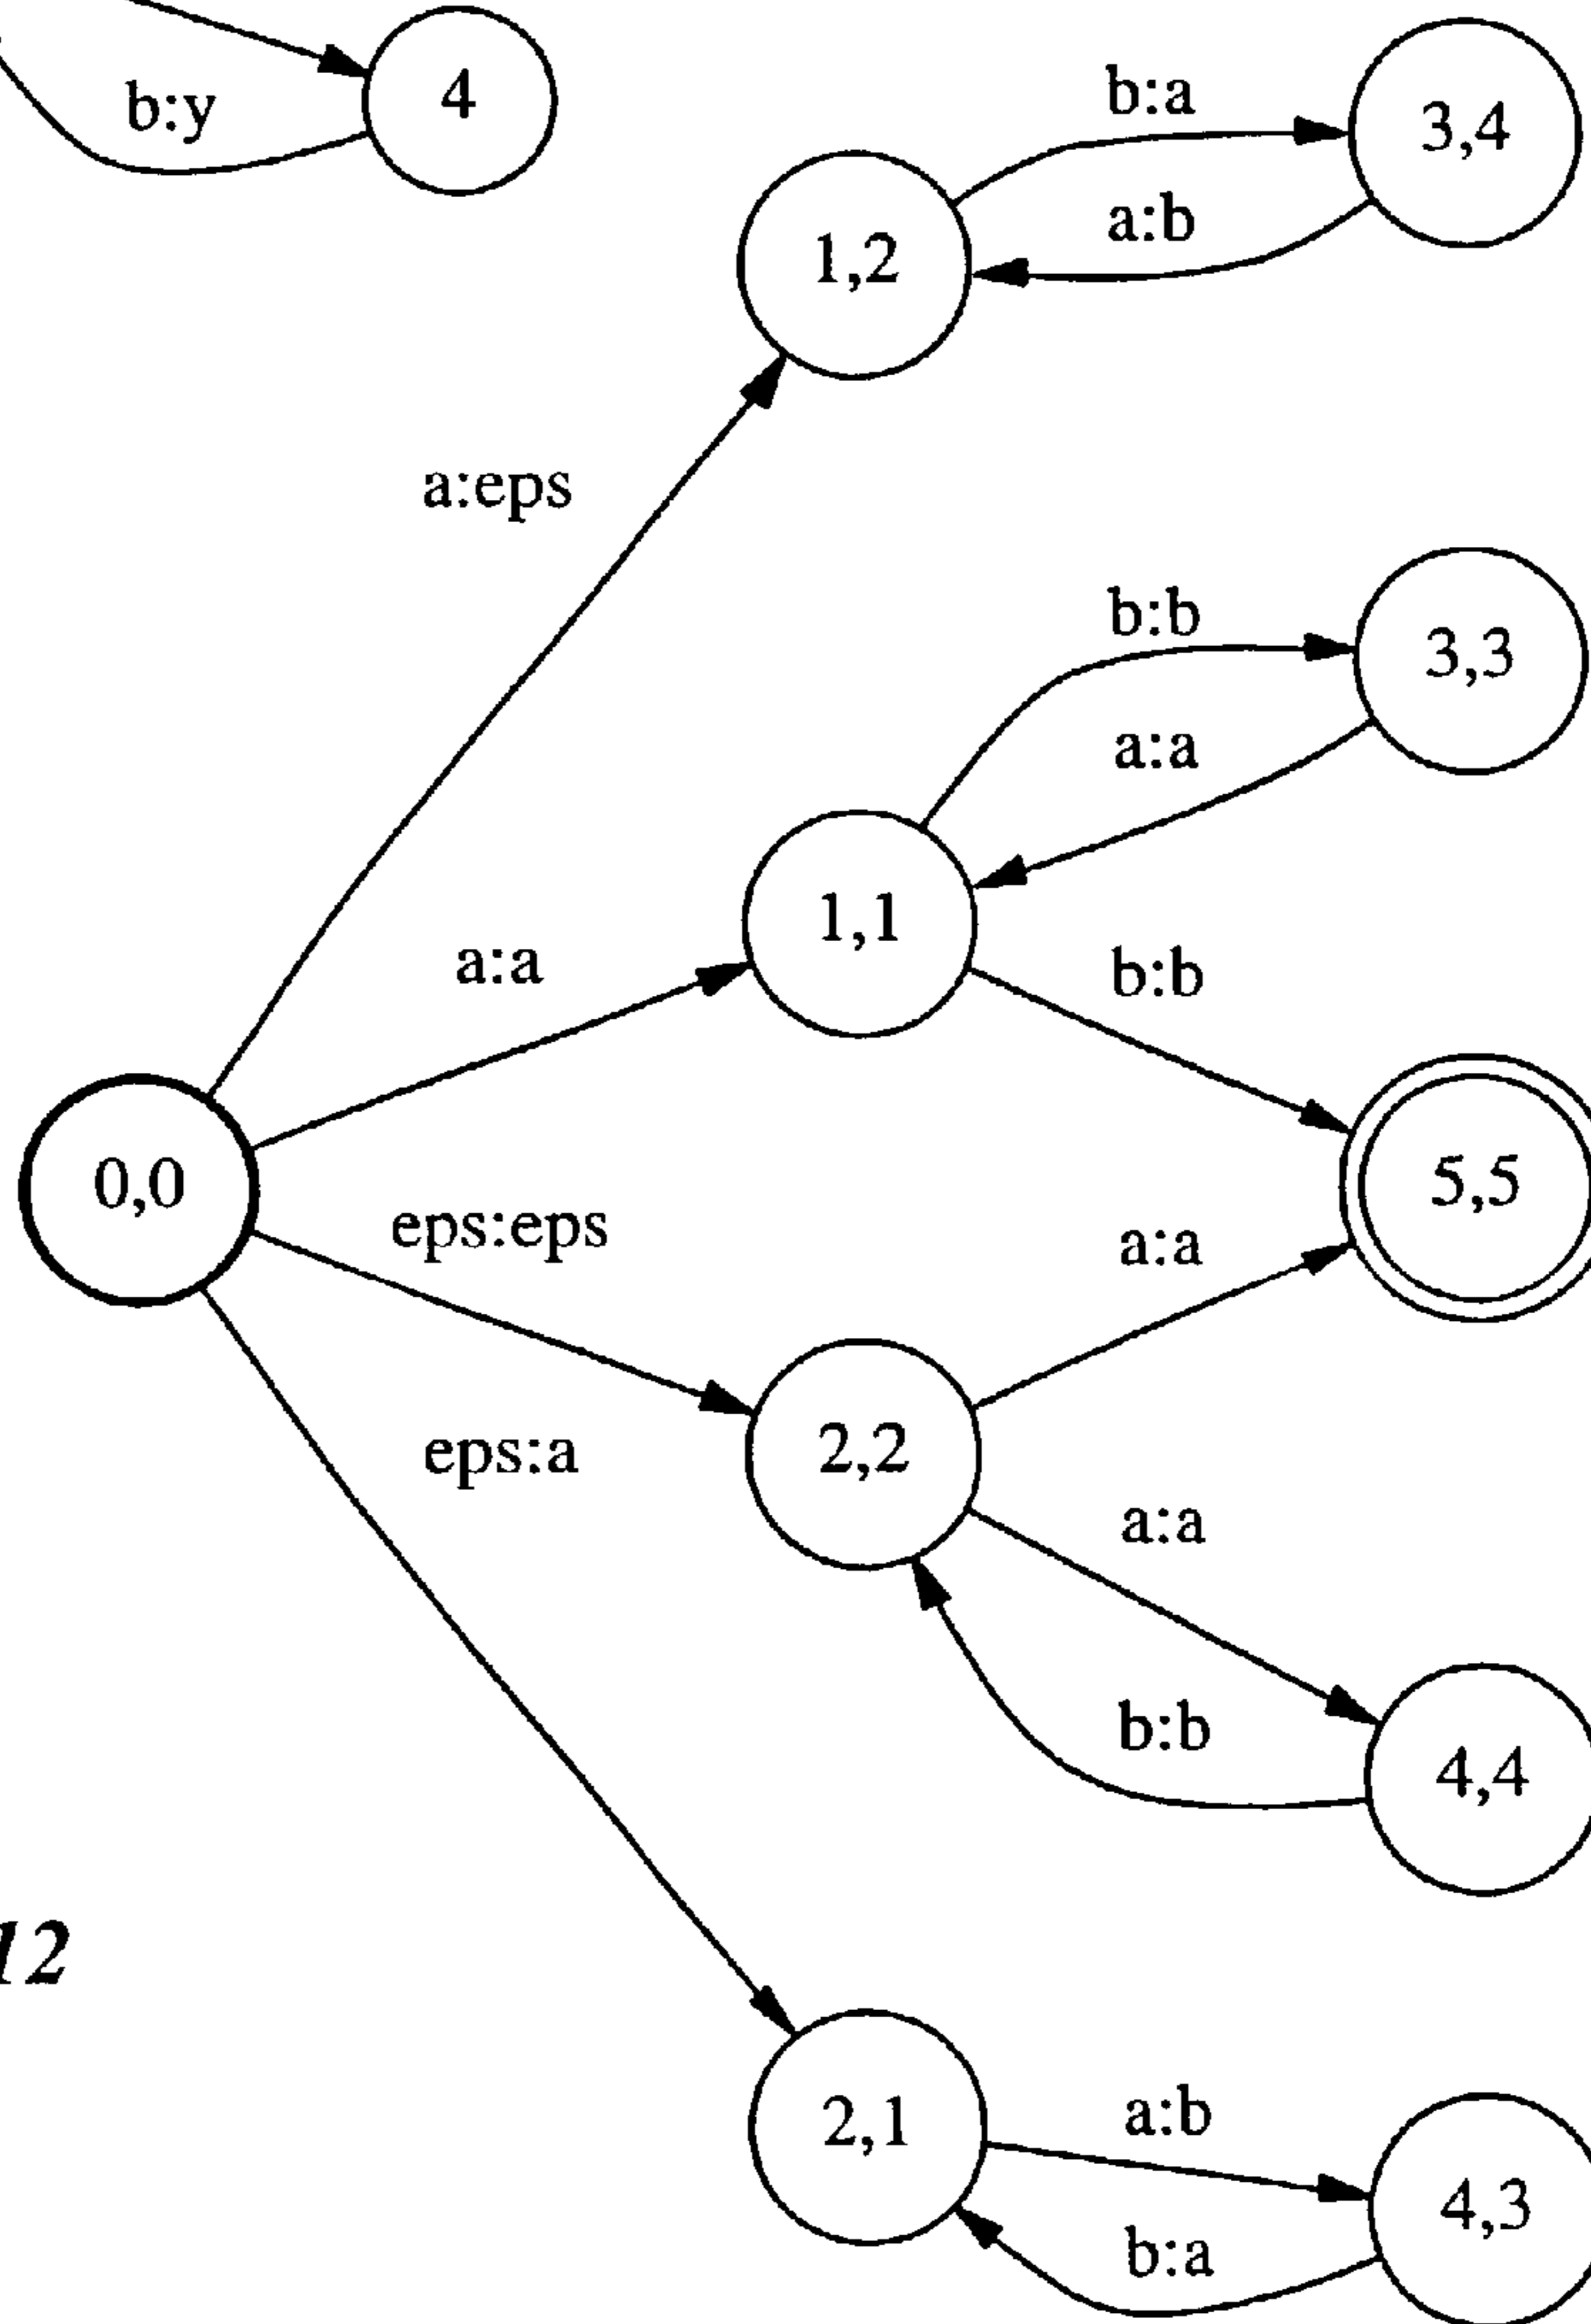 b:y
4
b:a
3,4
a:b
1,2
a:eps
b:b
3,3
a:a
1,1
a:a
b:b
0,0
5,5
eps:eps
a:a
eps:a
2,2
a:a
b:b
4,4
12
2,1
a:b
4,3
b:a